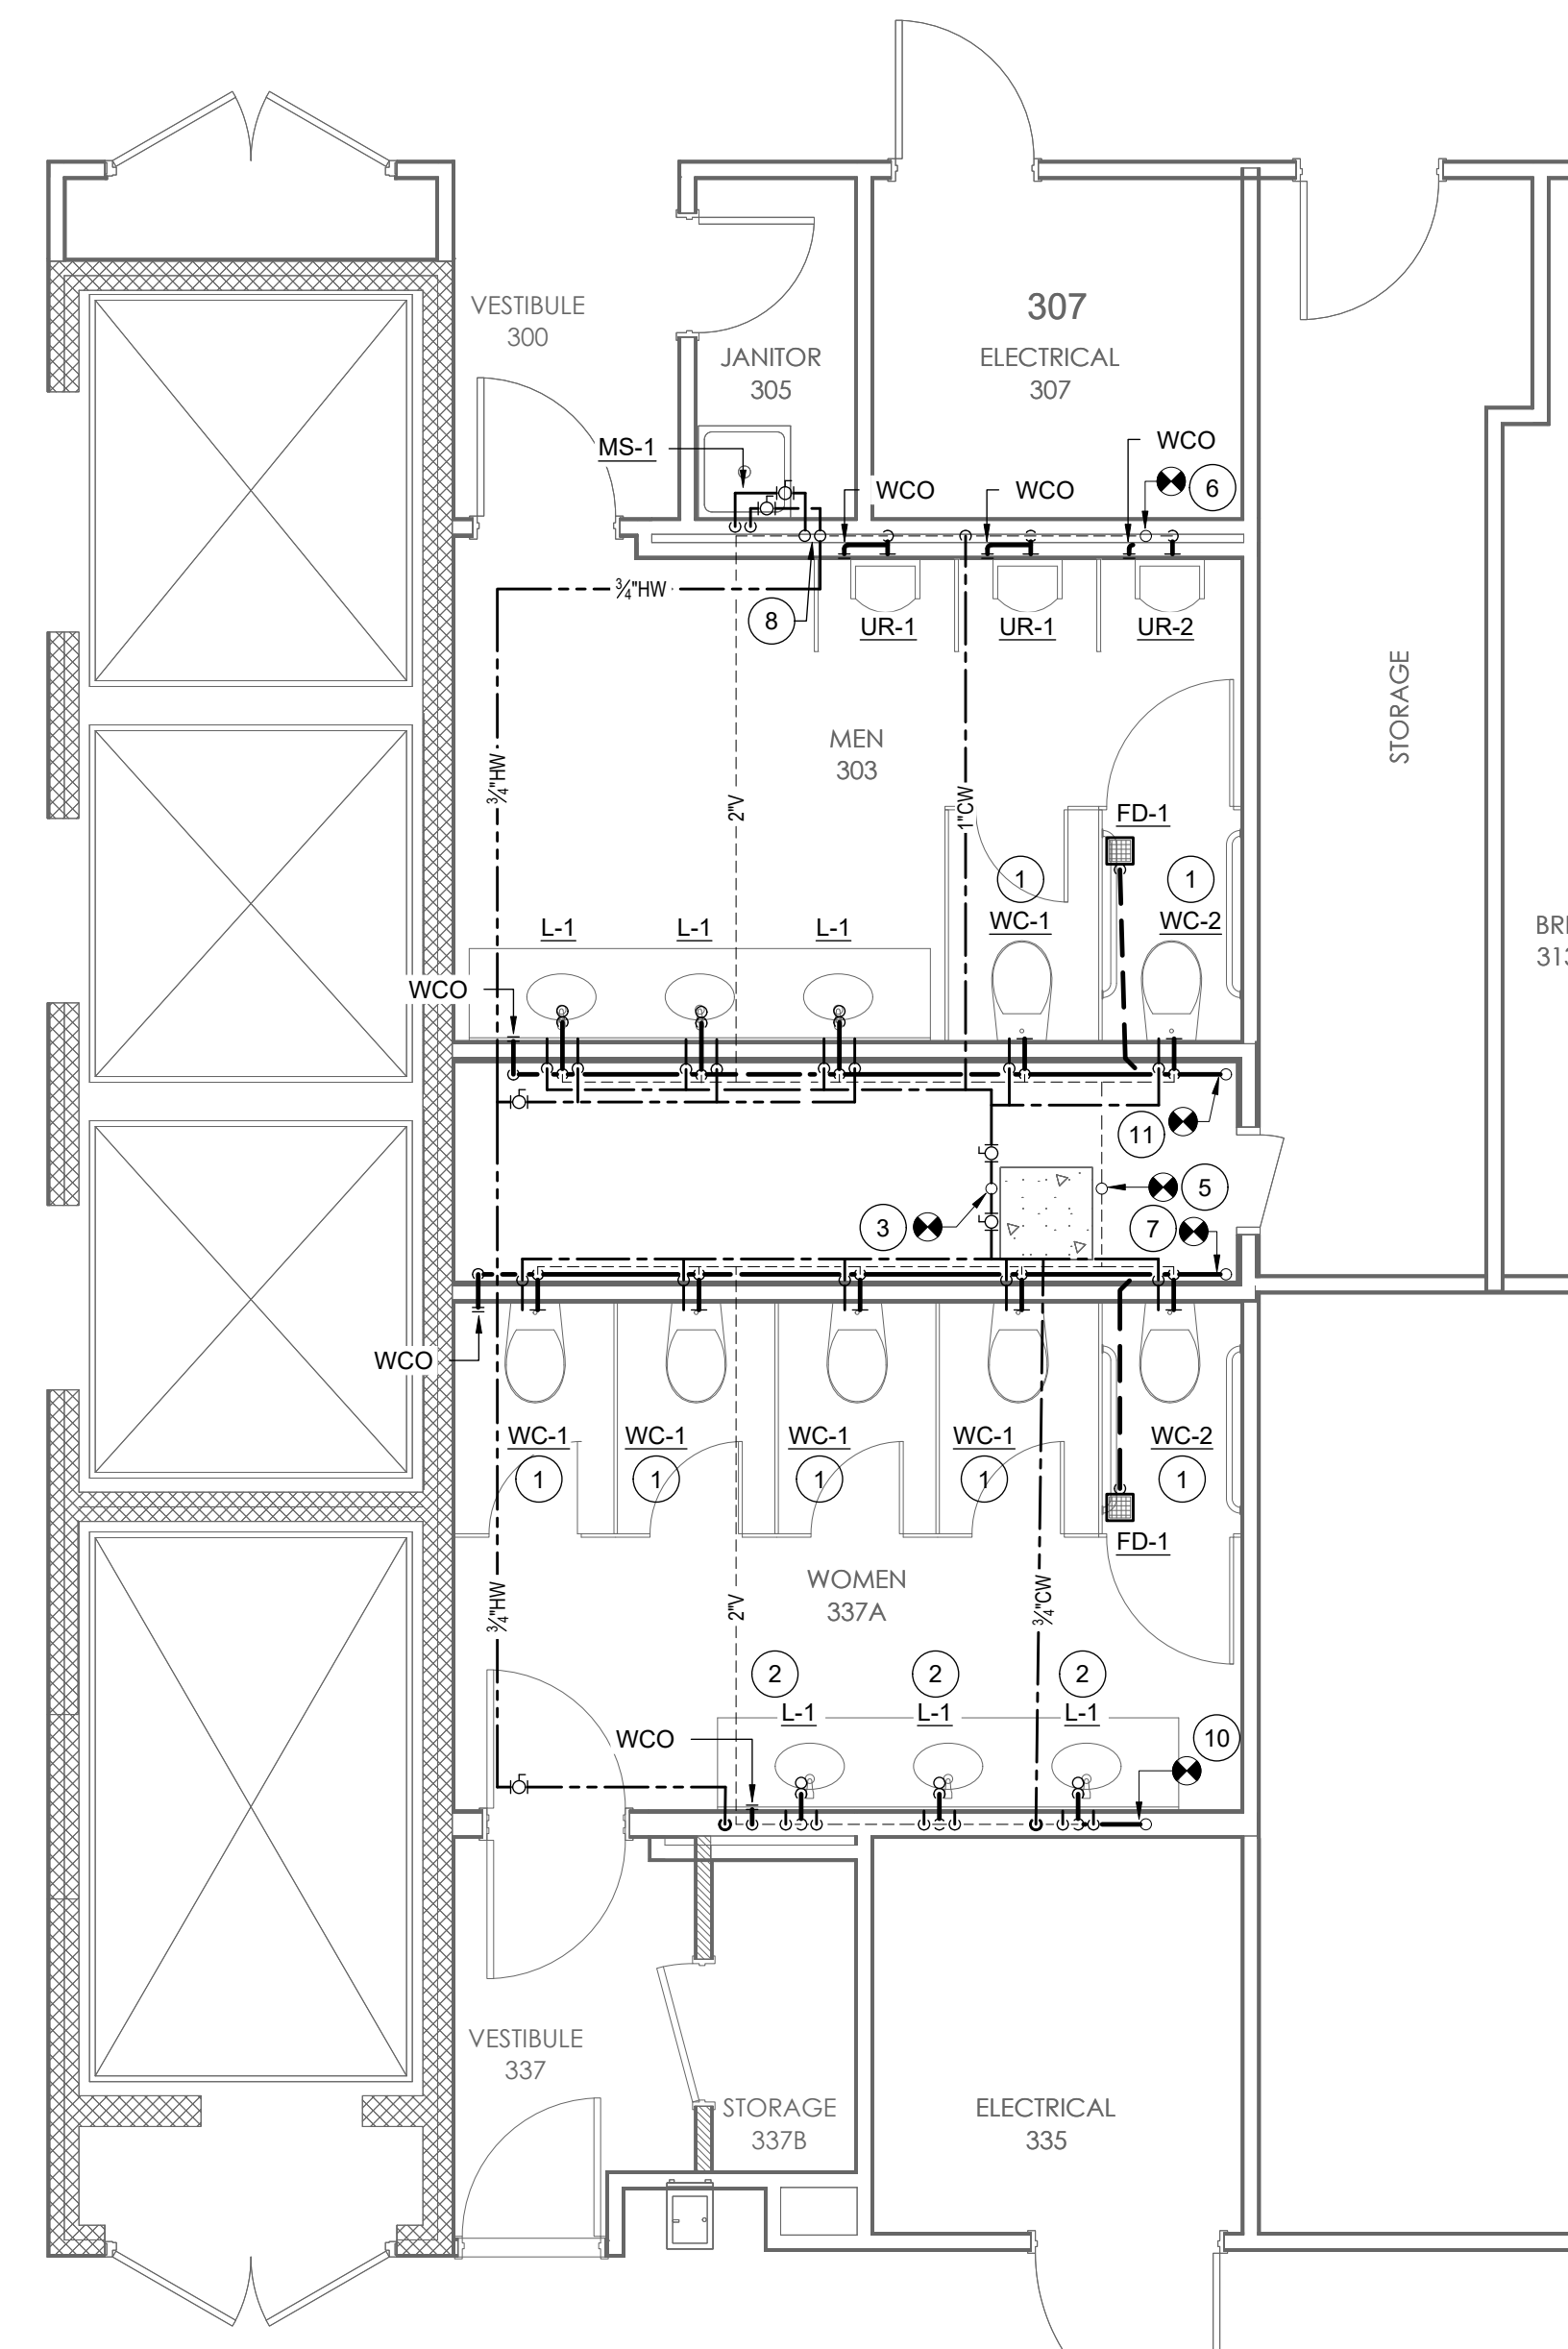 VESTIBULE
300
JANITOR
305
307
ELECTRICAL
307
MS-1
WCO
WCO
WCO
6
¾"HW
8
UR-1
UR-1
UR-2
STORAGE
MEN
303
¾"HW
2"V
1"CW
FD-1
1
1
WC-1
WC-2
L-1
L-1
L-1
BRI
313
WCO
11
5
3
7
WCO
WC-1
WC-1
WC-1
WC-1
WC-2
1
1
1
1
1
FD-1
WOMEN
337A
¾"HW
2"V
¾"CW
2
2
2
L-1
L-1
L-1
WCO
10
VESTIBULE
337
STORAGE
337B
ELECTRICAL
335